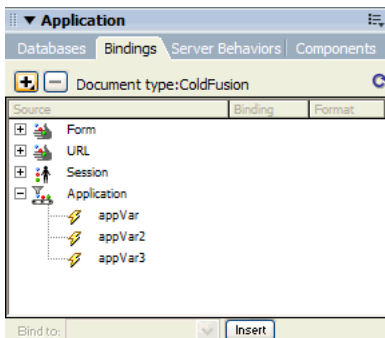 Application
Databases Bindings Server Behaviors Components
Document type:ColdFusion
Source Binding Format
Form
URL
Session
Application
appVar
appVar2
appVar3
Bind to: Insert